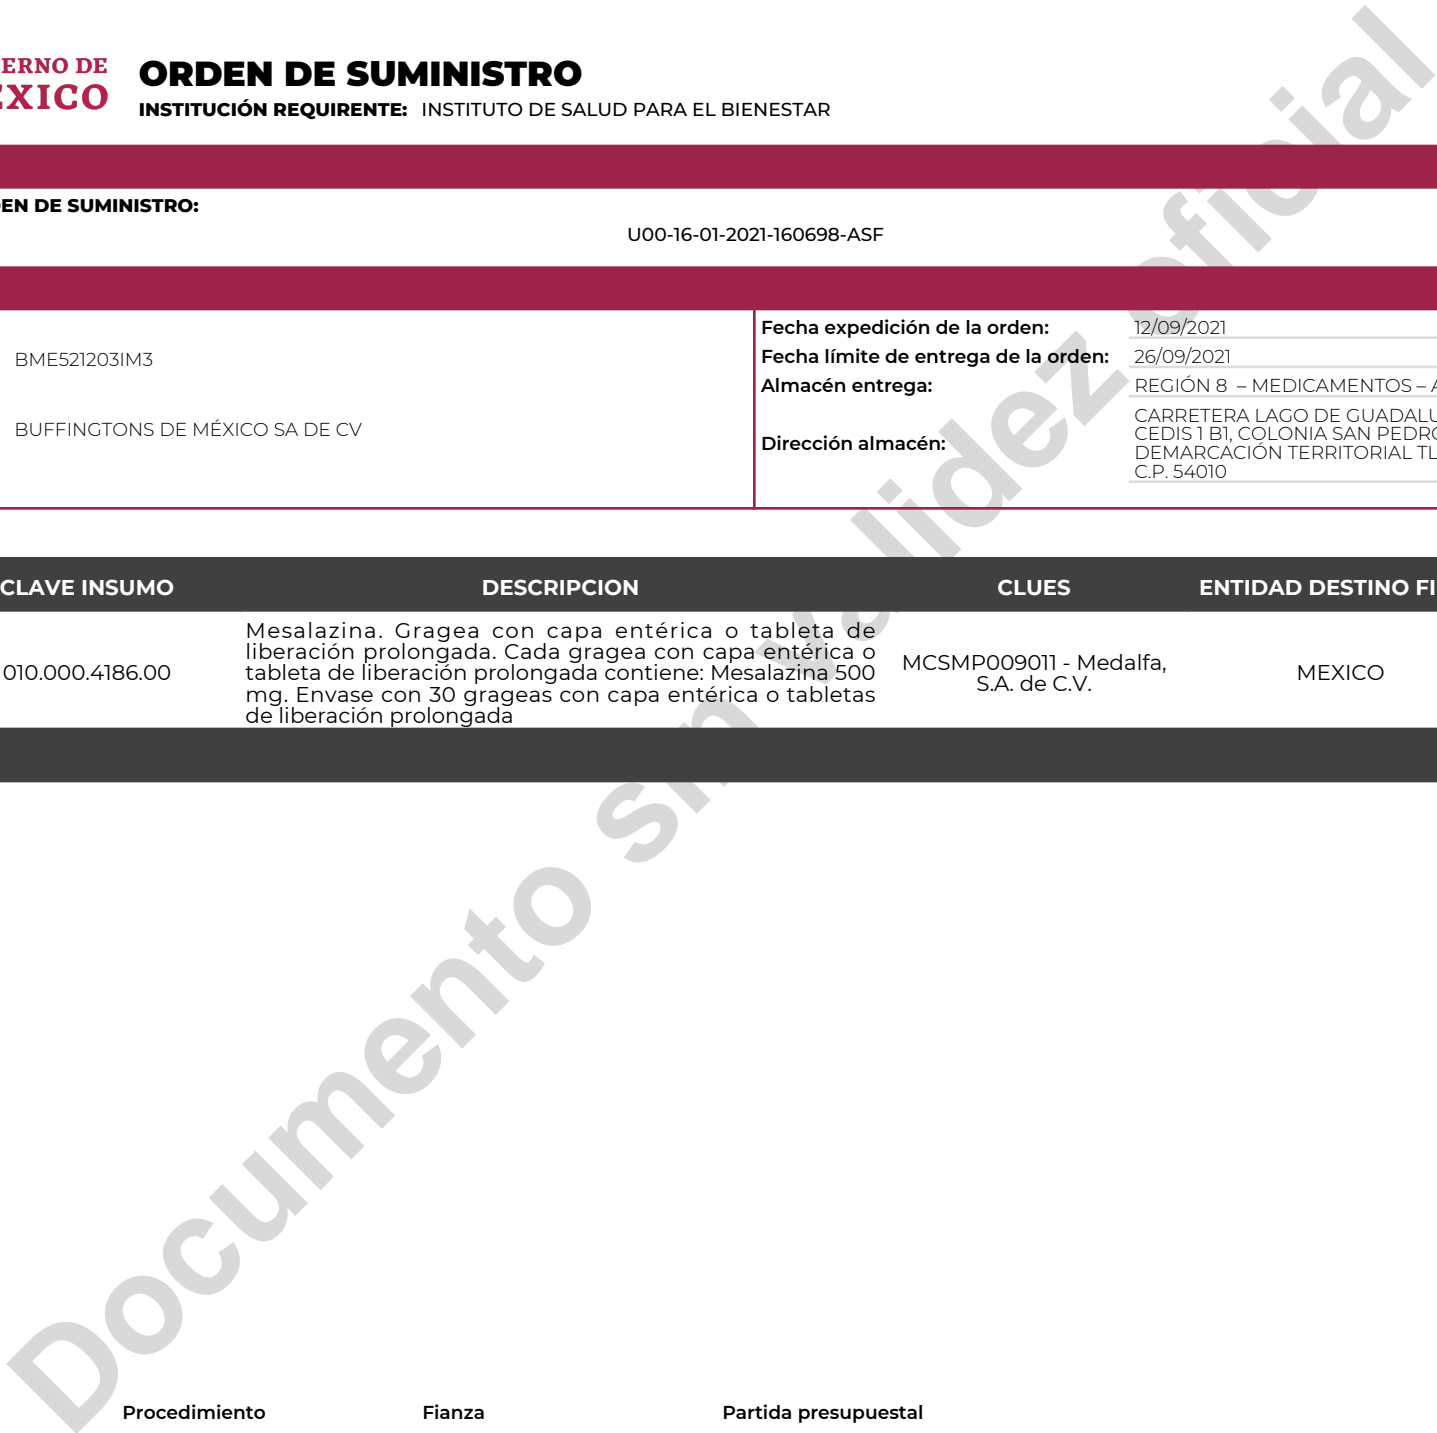 ERNO DE
ÉXICO
ORDEN DE SUMINISTRO
INSTITUCIÓN REQUIRENTE: INSTITUTO DE SALUD PARA EL BIENESTAR
EN DE SUMINISTRO:
U00-16-01-2021-160698-ASF
BME521203IM3
BUFFINGTONS DE MÉXICO SA DE CV
Fecha expedición de la orden: 12/09/2021
Fecha límite de entrega de la orden: 26/09/2021
Almacén entrega: REGIÓN 8 – MEDICAMENTOS – A
Dirección almacén:
CARRETERA LAGO DE GUADALU
CEDIS 1 B1, COLONIA SAN PEDRO
DEMARCACIÓN TERRITORIAL TL
C.P. 54010
CLAVE INSUMO DESCRIPCION CLUES ENTIDAD DESTINO FI
010.000.4186.00
Mesalazina. Gragea con capa entérica o tableta de
liberación prolongada. Cada gragea con capa entérica o
tableta de liberación prolongada contiene: Mesalazina 500
mg. Envase con 30 grageas con capa entérica o tabletas
de liberación prolongada
MCSMP009011 - Medalfa,
S.A. de C.V.
MEXICO
Documento sin validez oficial
Procedimiento Fianza Partida presupuestal